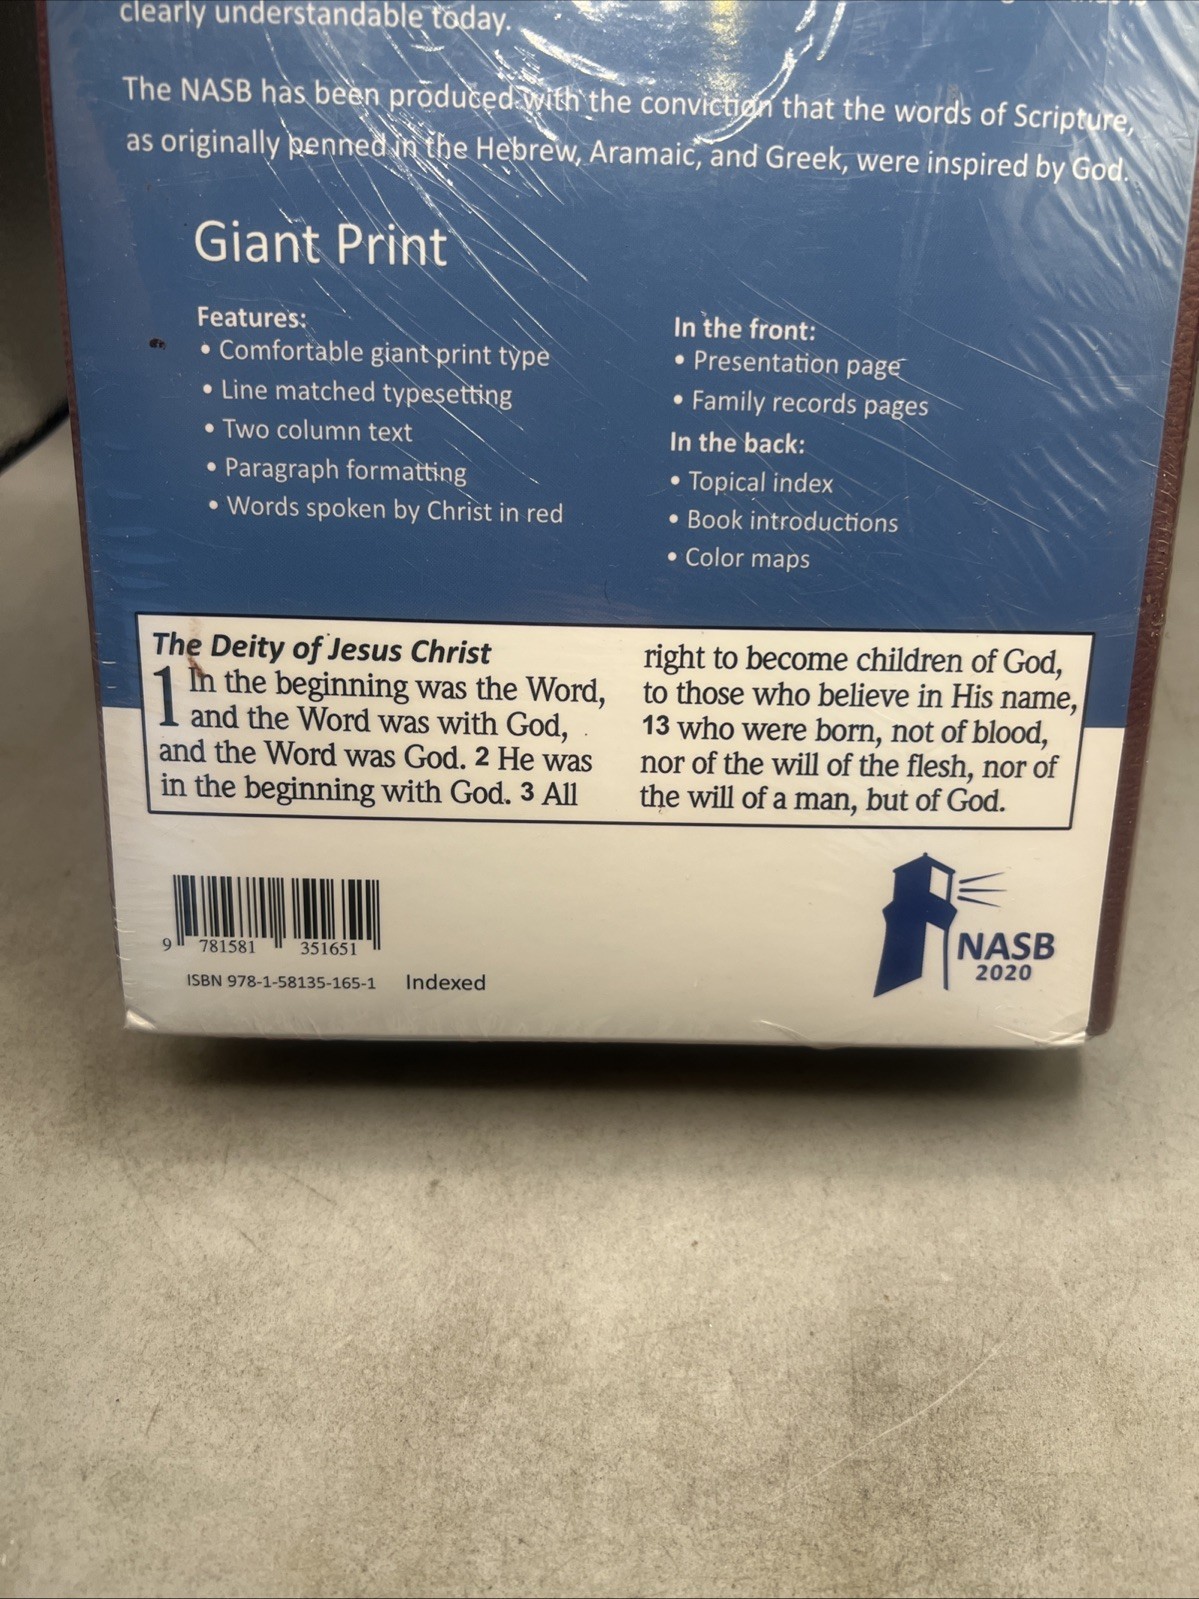 clearly understandable today.
The NASB has been produced with the conviction that the words of Scripture,
as originally penned in the Hebrew, Aramaic, and Greek, were inspired by God.
Giant Print
Features:
• Comfortable giant print type
• Line matched typesetting
• Two column text
• Paragraph formatting
• Words spoken by Christ in red
In the front:
• Presentation page
• Family records pages
In the back:
• Topical index
• Book introductions
• Color maps
The Deity of Jesus Christ
1 In the beginning was the Word,
and the Word was with God,
and the Word was God. 2 He was
in the beginning with God. 3 All
right to become children of God,
to those who believe in His name,
13 who were born, not of blood,
nor of the will of the flesh, nor of
the will of a man, but of God.
9 781581 351651
ISBN 978-1-58135-165-1 Indexed
NASB
2020